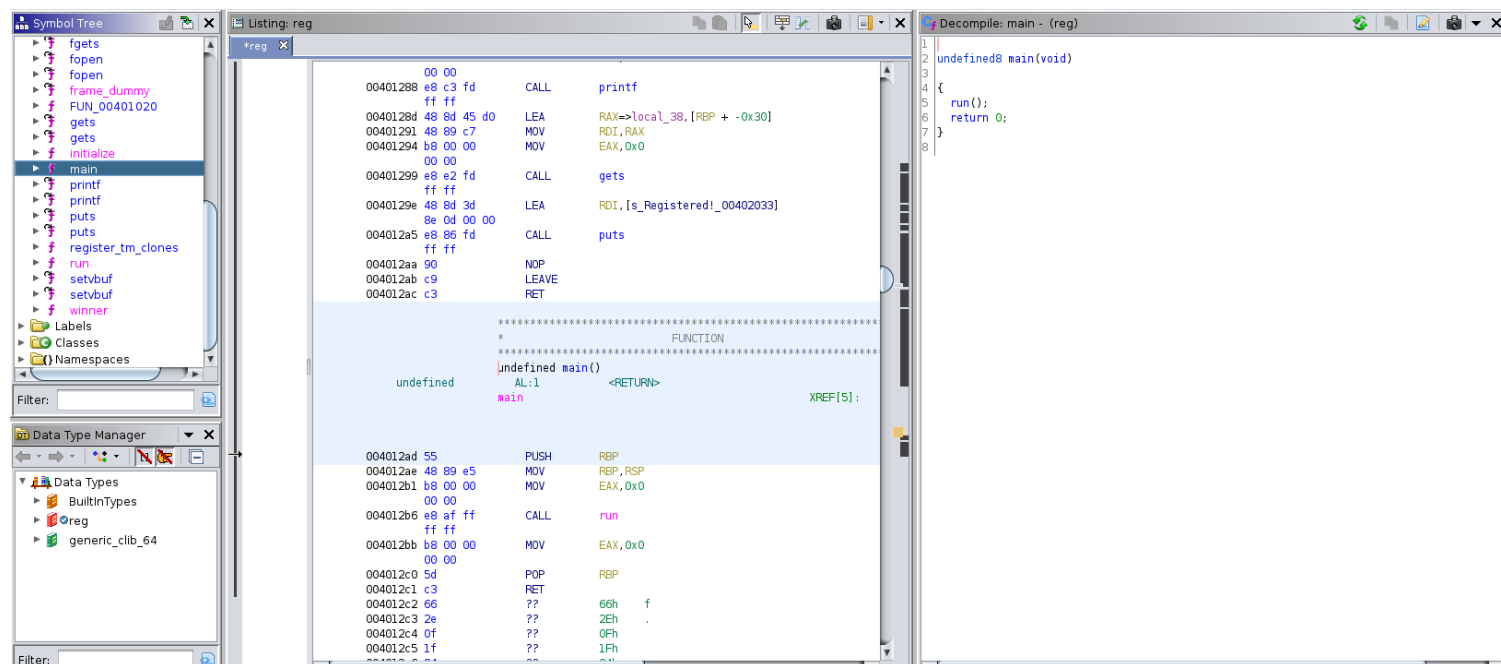 Symbol Tree
fgets
fopen
fopen
frame_dummy
FUN_00401020
gets
gets
initialize
main
printf
printf
puts
puts
register_tm_clones
run
setvbuf
setvbuf
winner
Labels
Classes
Namespaces
Filter:
Data Type Manager
Data Types
BuiltInTypes
reg
generic_clib_64
Filter:
Listing: reg
*reg
00 00
00401288 e8 c3 fd CALL printf
ff ff
0040128d 48 8d 45 d0 LEA RAX=>local_38,[RBP + -0x30]
00401291 48 89 c7 MOV RDI,RAX
00401294 b8 00 00 MOV EAX,0x0
00 00
00401299 e8 e2 fd CALL gets
ff ff
0040129e 48 8d 3d LEA RDI,[s_Registered!_00402033]
8e 0d 00 00
004012a5 e8 86 fd CALL puts
ff ff
004012aa 90 NOP
004012ab c9 LEAVE
004012ac c3 RET
* FUNCTION
undefined main()
undefined AL:1 <RETURN>
main XREF[5]:
004012ad 55 PUSH RBP
004012ae 48 89 e5 MOV RBP,RSP
004012b1 b8 00 00 MOV EAX,0x0
00 00
004012b6 e8 af ff CALL run
ff ff
004012bb b8 00 00 MOV EAX,0x0
00 00
004012c0 5d POP RBP
004012c1 c3 RET
004012c2 66 ?? 66h f
004012c3 2e ?? 2Eh .
004012c4 0f ?? 0Fh
004012c5 1f ?? 1Fh
Decompile: main - (reg)
1
2 undefined8 main(void)
3
4 {
5 run();
6 return 0;
7 }
8